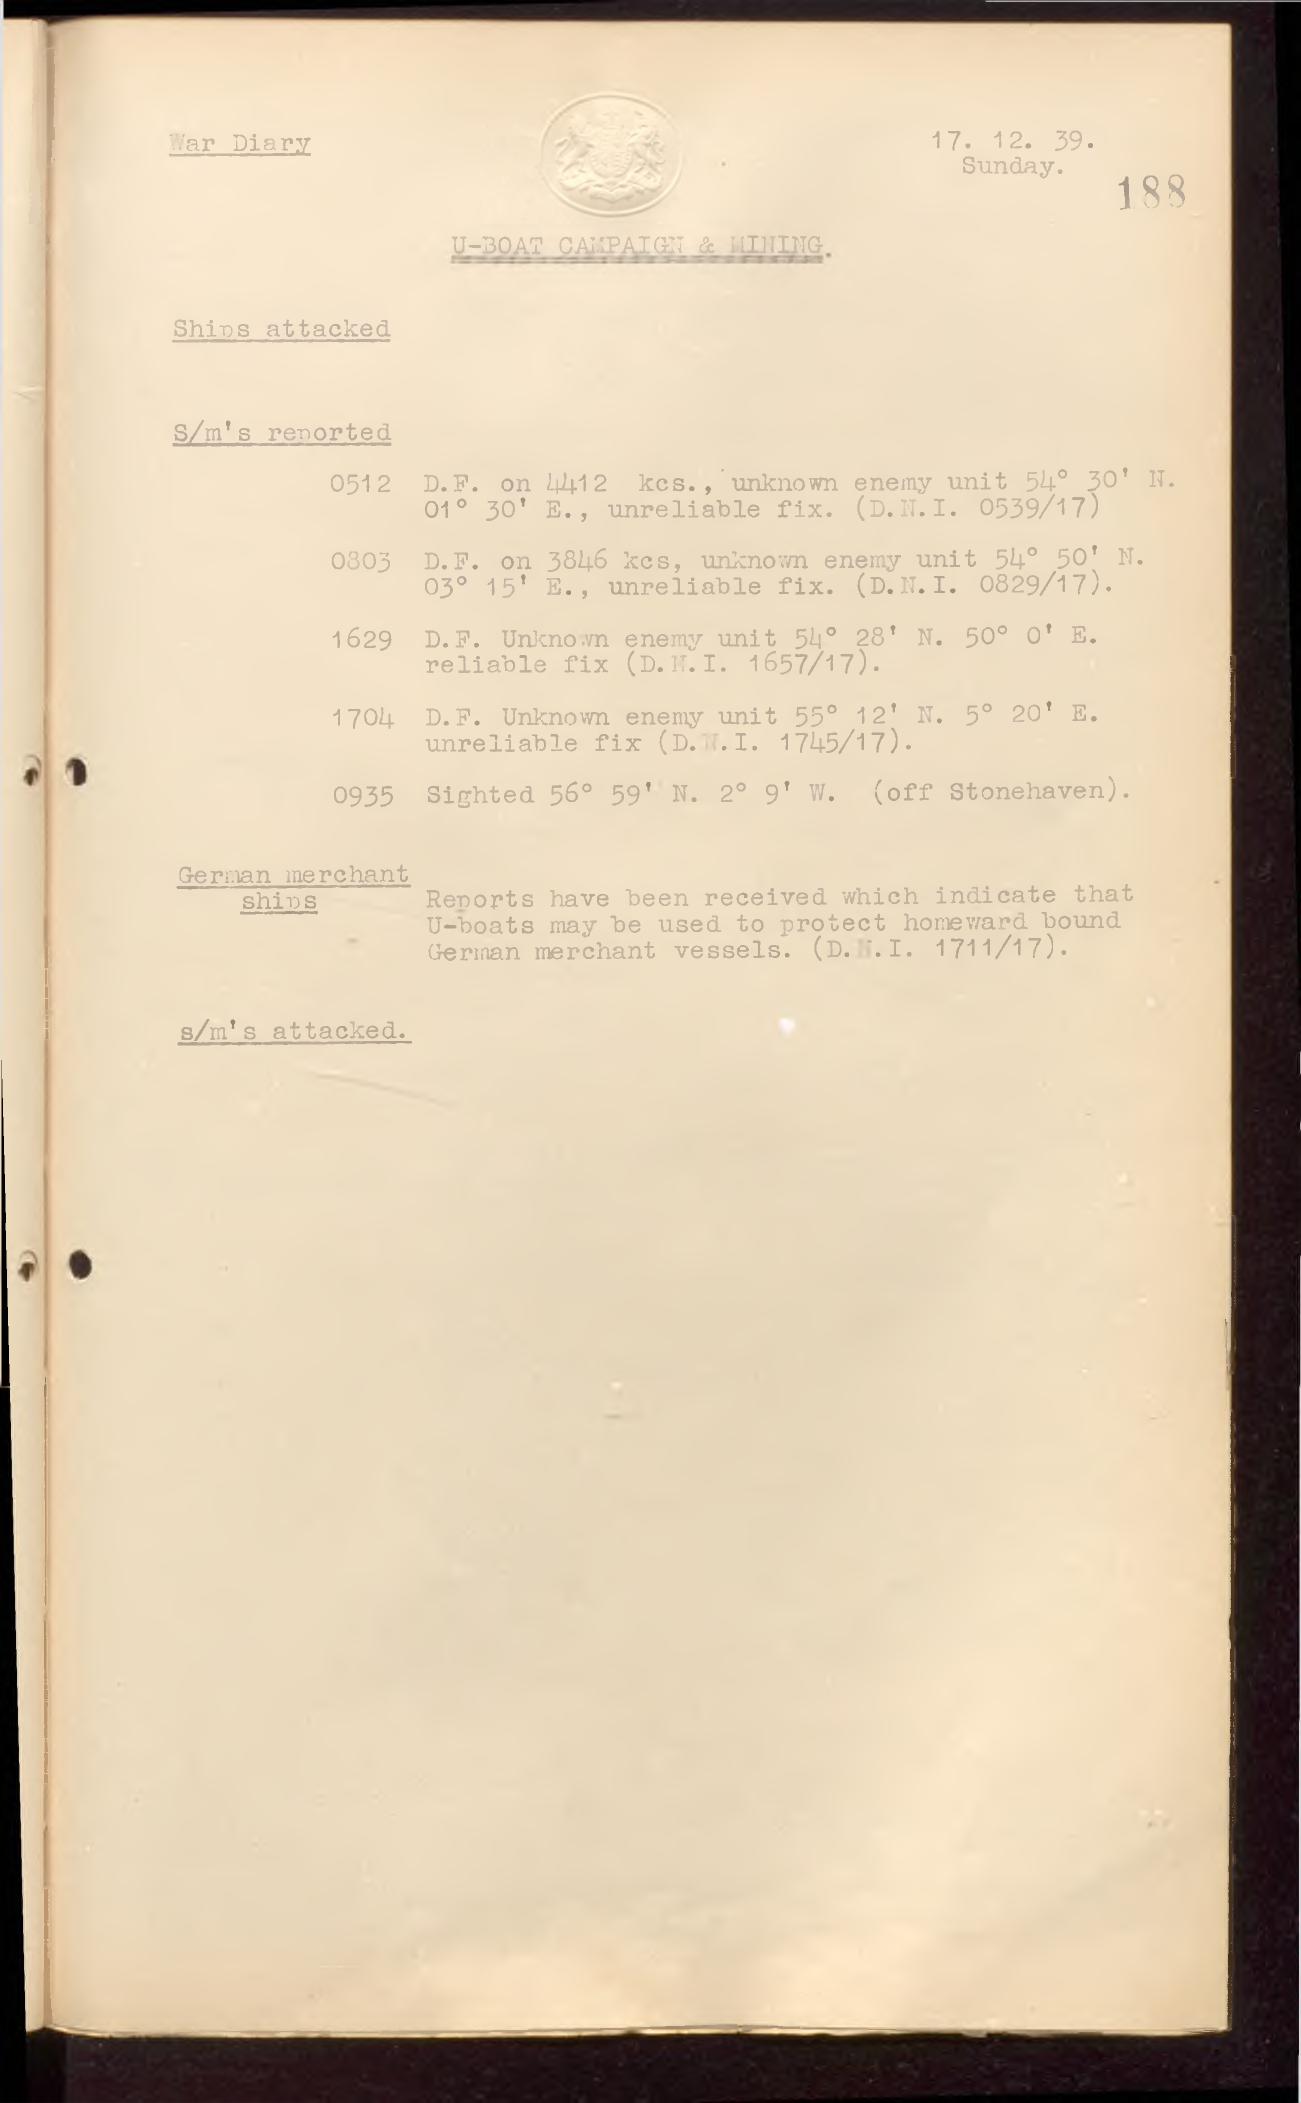 War Diary
17. 12. 39.
Sunday.
188
U-BOAT CAMPAIGN & MINING.
Ships attacked
S/m's reported
0512 D.F. on 4412 kcs., unknown enemy unit 54° 30' N.
01° 30' E., unreliable fix. (D.N.I. 0539/17)
0803 D.F. on 3846 kcs, unknown enemy unit 54° 50' N.
03° 15' E., unreliable fix. (D.N.I. 0829/17).
1629 D.F. Unknown enemy unit 54° 28' N. 50° 0' E.
reliable fix (D.N.I. 1657/17).
1704 D.F. Unknown enemy unit 55° 12' N. 5° 20' E.
unreliable fix (D.N.I. 1745/17).
0935 Sighted 56° 59' N. 2° 9' W. (off Stonehaven).
German merchant
ships
Reports have been received which indicate that
U-boats may be used to protect homeward bound
German merchant vessels. (D.N.I. 1711/17).
s/m's attacked.